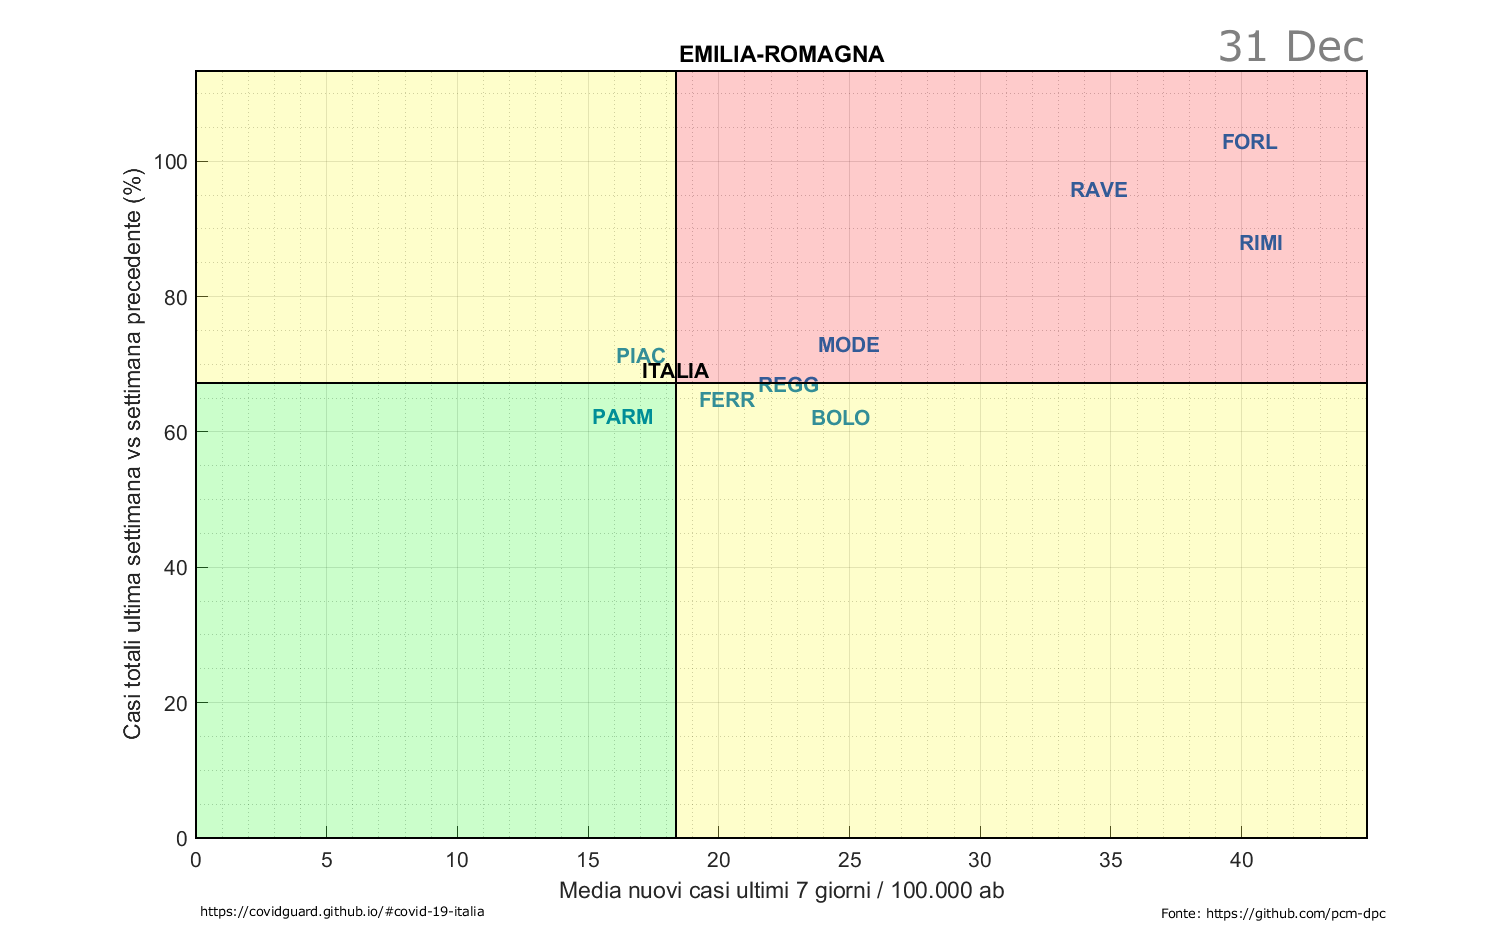 31 Dec
EMILIA-ROMAGNA
Casi totali ultima settimana vs settimana precedente (%)
100
80
60
40
20
0
FORL
RAVE
RIMI
MODE
PIAC
ITALIA
REGG
FERR
PARM
BOLO
0 5 10 15 20 25 30 35 40
Media nuovi casi ultimi 7 giorni / 100.000 ab
https://covidguard.github.io/#covid-19-italia
Fonte: https://github.com/pcm-dpc